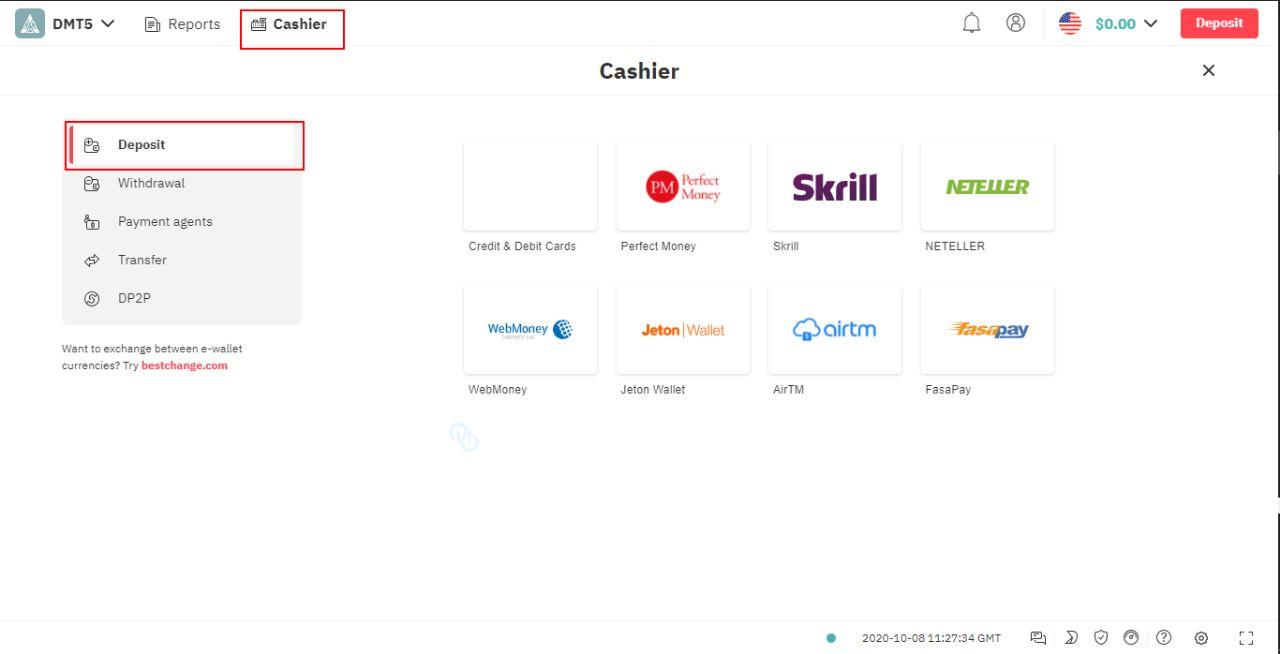 DMT5
Reports
Cashier
$0.00
Deposit
Cashier
Deposit
Withdrawal
Payment agents
Transfer
DP2P
Want to exchange between e-wallet
currencies? Try bestchange.com
PM Perfect
Money
Skrill
NETELLER
Credit & Debit Cards
Perfect Money
Skrill
NETELLER
WebMoney
Jeton | Wallet
airtm
fasapay
WebMoney
Jeton Wallet
AirTM
FasaPay
2020-10-08 11:27:34 GMT